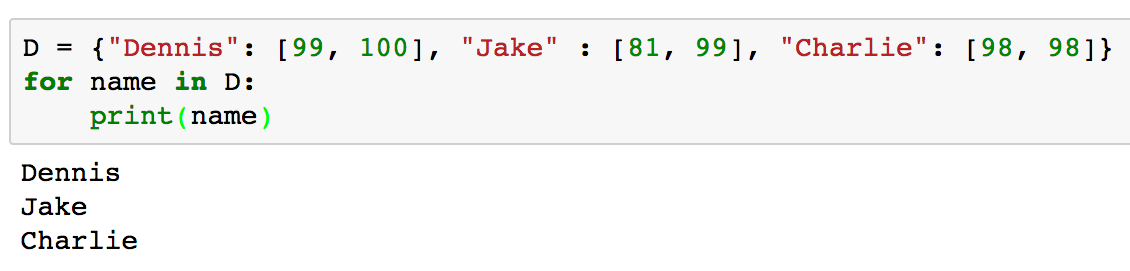 D = {"Dennis": [99, 100], "Jake" : [81, 99], "Charlie": [98, 98]}
for name in D:
    print(name)
Dennis
Jake
Charlie